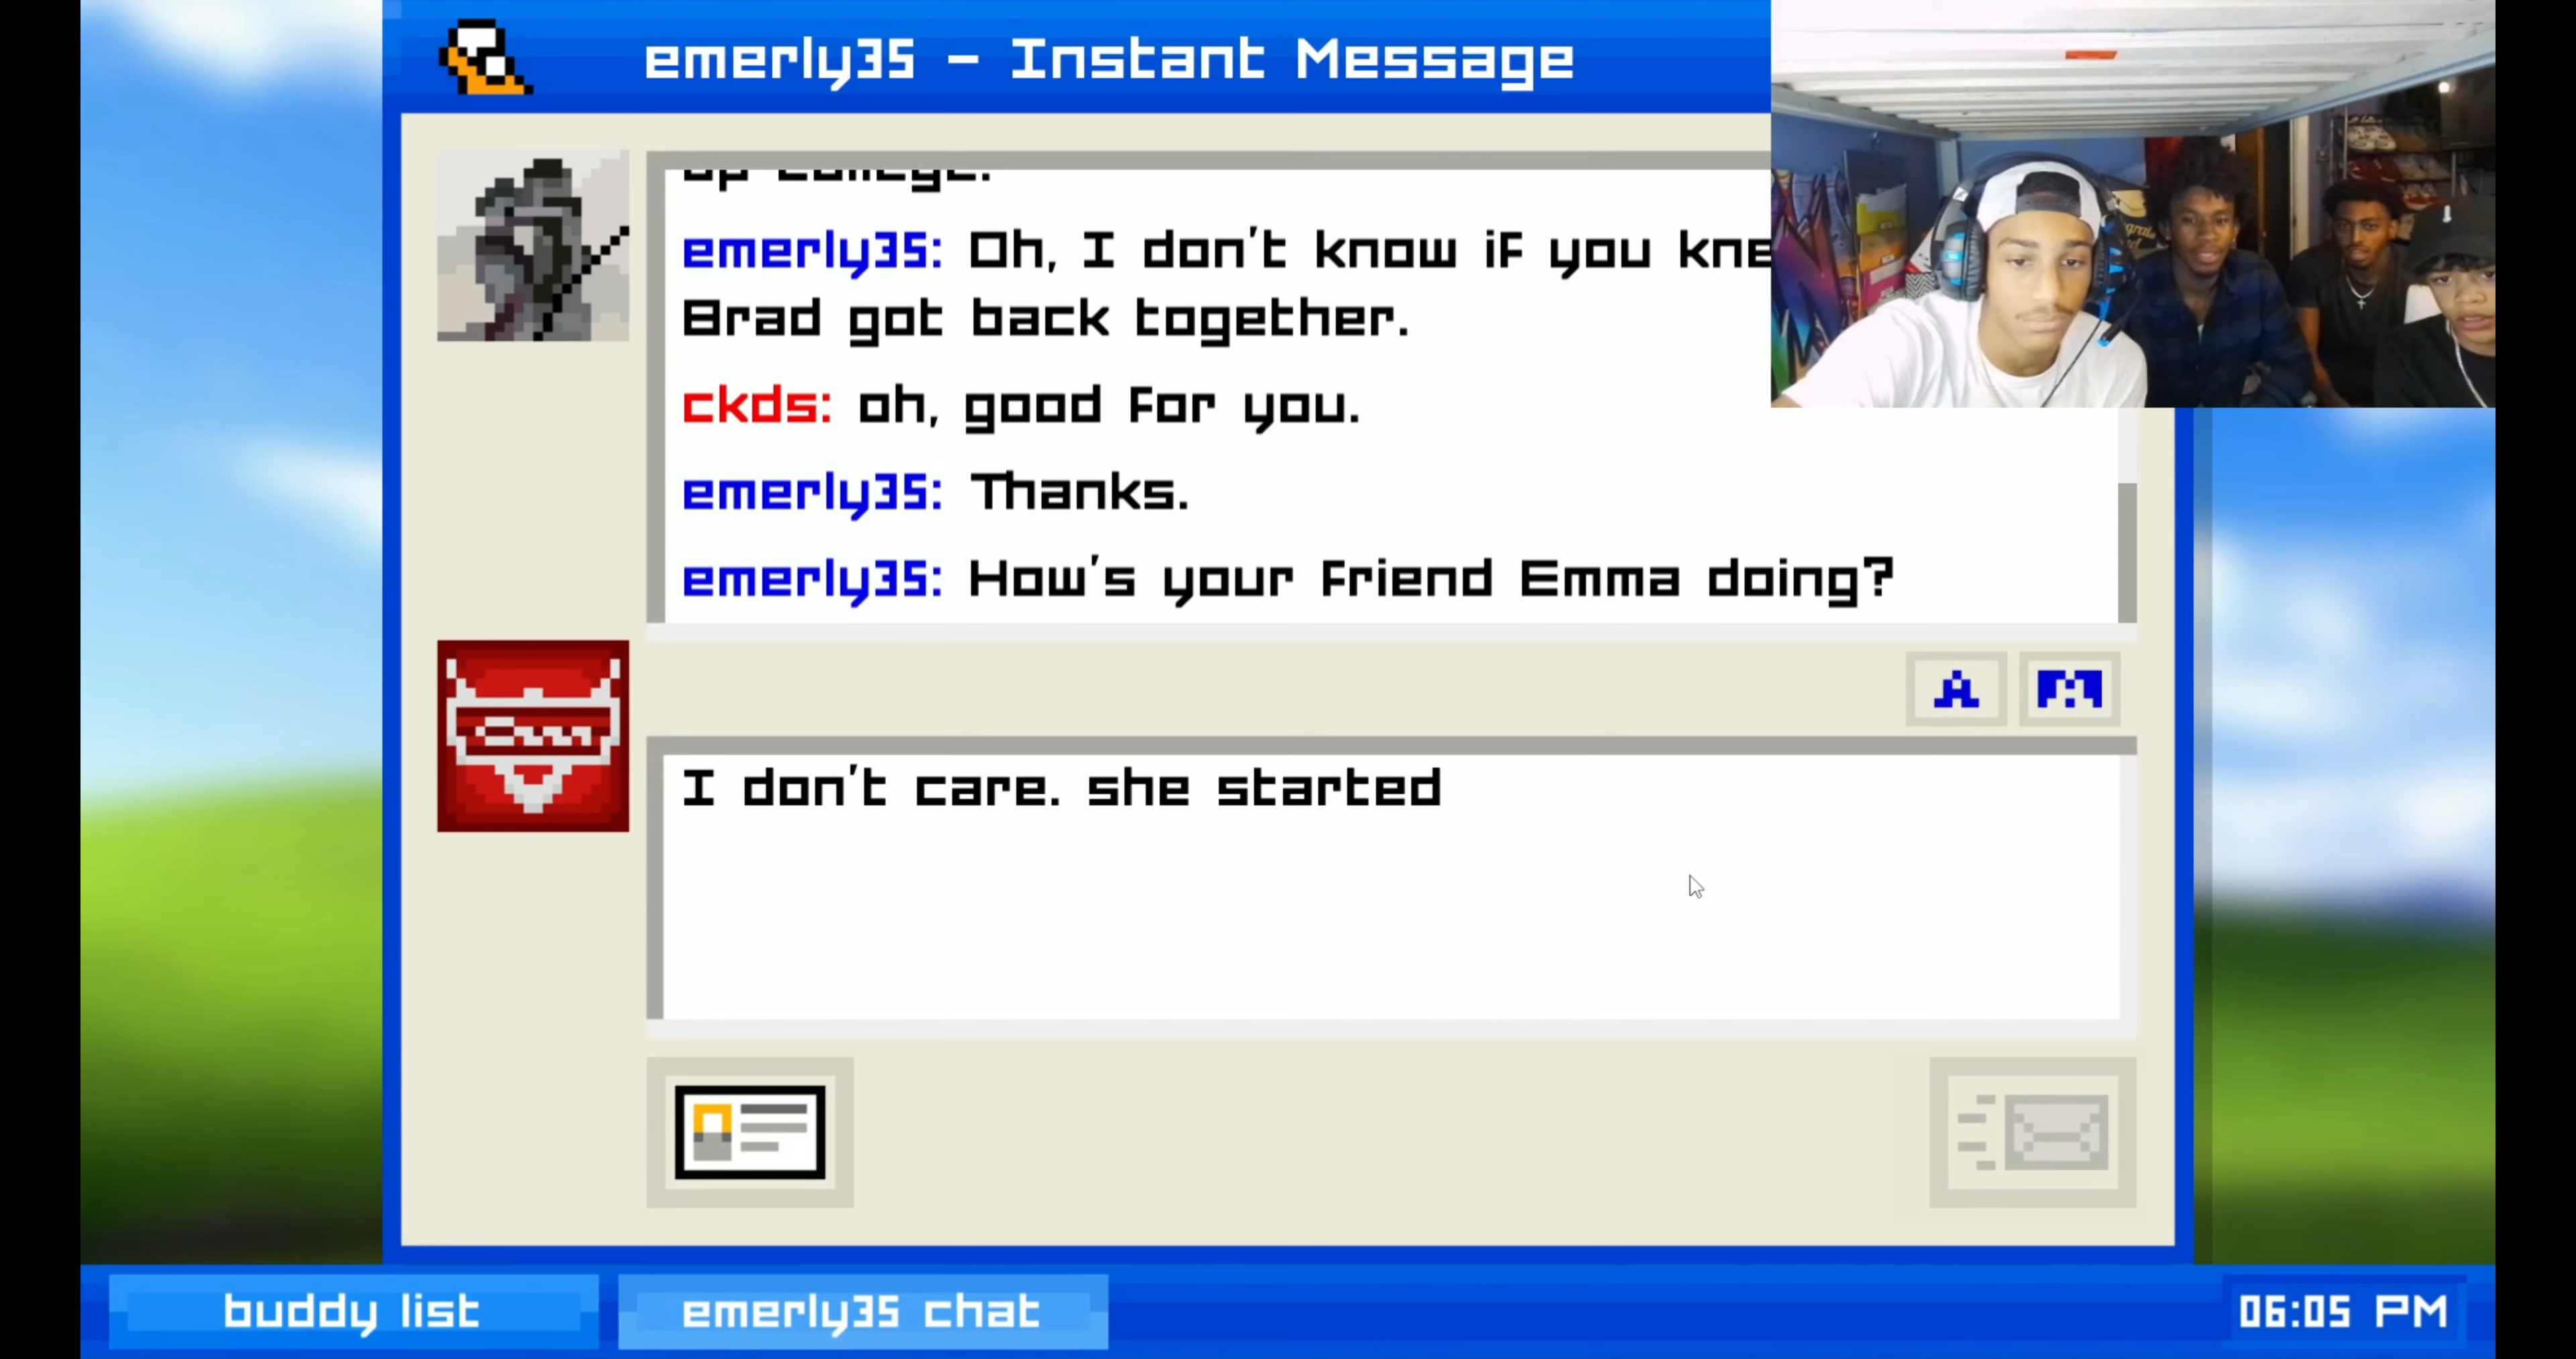 emerly35 – Instant Message
up college.
emerly35: Oh, I don't know if you kne
Brad got back together.
ckds: oh, good for you.
emerly35: Thanks.
emerly35: How's your friend Emma doing?
A
I don't care. she started
buddy list
emerly35 chat
06:05 PM